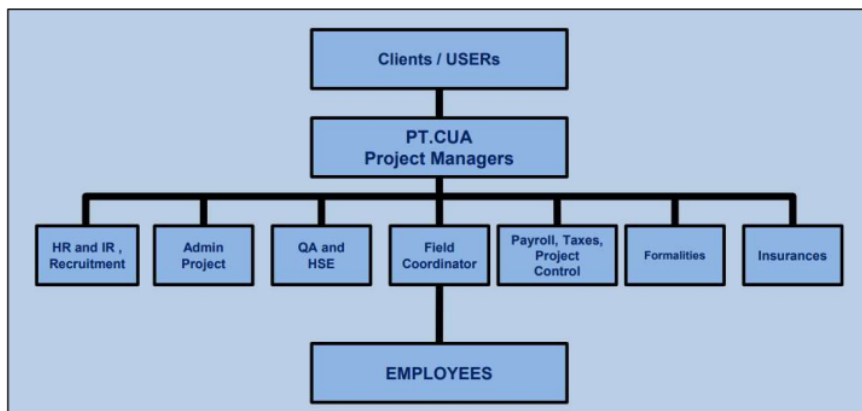 Clients / USERs
PT.CUA
Project Managers
HR and IR ,
Recruitment
Admin
Project
QA and
HSE
Field
Coordinator
Payroll, Taxes,
Project
Control
Formalities
Insurances
EMPLOYEES